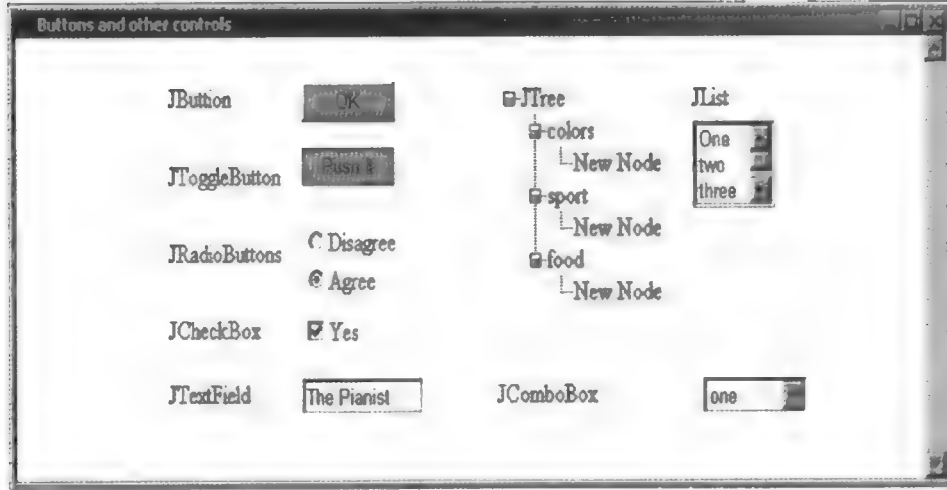 Buttons and other controls
JButton
OK
JToggleButton
Push It
JRadioButtons
Disagree
Agree
JCheckBox
Yes
JTextField
The Pianist
JTree
colors
New Node
sport
New Node
food
New Node
JList
One
two
three
JComboBox
one